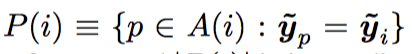 P(i) ≡ {p ∈ A(i) : ỹ_p = ỹ_i}